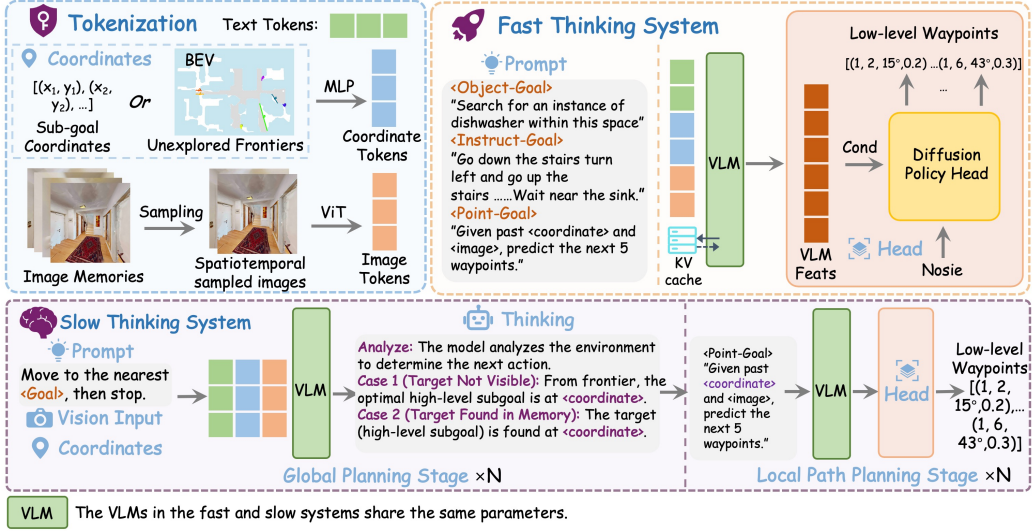 Tokenization
Text Tokens:
Coordinates
[(x₁, y₁), (x₂,
y₂), …]
Or
Sub-goal
Coordinates
BEV
Unexplored Frontiers
MLP
Coordinate
Tokens
Sampling
ViT
Image Memories
Spatiotemporal
sampled images
Image
Tokens
Fast Thinking System
Prompt
<Object-Goal>
"Search for an instance of
dishwasher within this space"
<Instruct-Goal>
"Go down the stairs turn
left and go up the
stairs ......Wait near the sink."
<Point-Goal>
"Given past <coordinate> and
<image>, predict the next 5
waypoints."
VLM
KV
cache
Low-level Waypoints
[(1, 2, 15°,0.2) …(1, 6, 43°,0.3)]
...
Cond
Diffusion
Policy Head
Head
VLM
Feats
Nosie
Slow Thinking System
Prompt
Move to the nearest
<Goal>, then stop.
Vision Input
Coordinates
VLM
Thinking
Analyze: The model analyzes the environment
to determine the next action.
Case 1 (Target Not Visible): From frontier, the
optimal high-level subgoal is at <coordinate>.
Case 2 (Target Found in Memory): The target
(high-level subgoal) is found at <coordinate>.
Global Planning Stage ×N
<Point-Goal>
"Given past
<coordinate>
and <image>,
predict the
next 5
waypoints."
VLM
Head
Low-level
Waypoints
[(1, 2,
15°,0.2),…
(1, 6,
43°,0.3)]
Local Path Planning Stage ×N
VLM
The VLMs in the fast and slow systems share the same parameters.